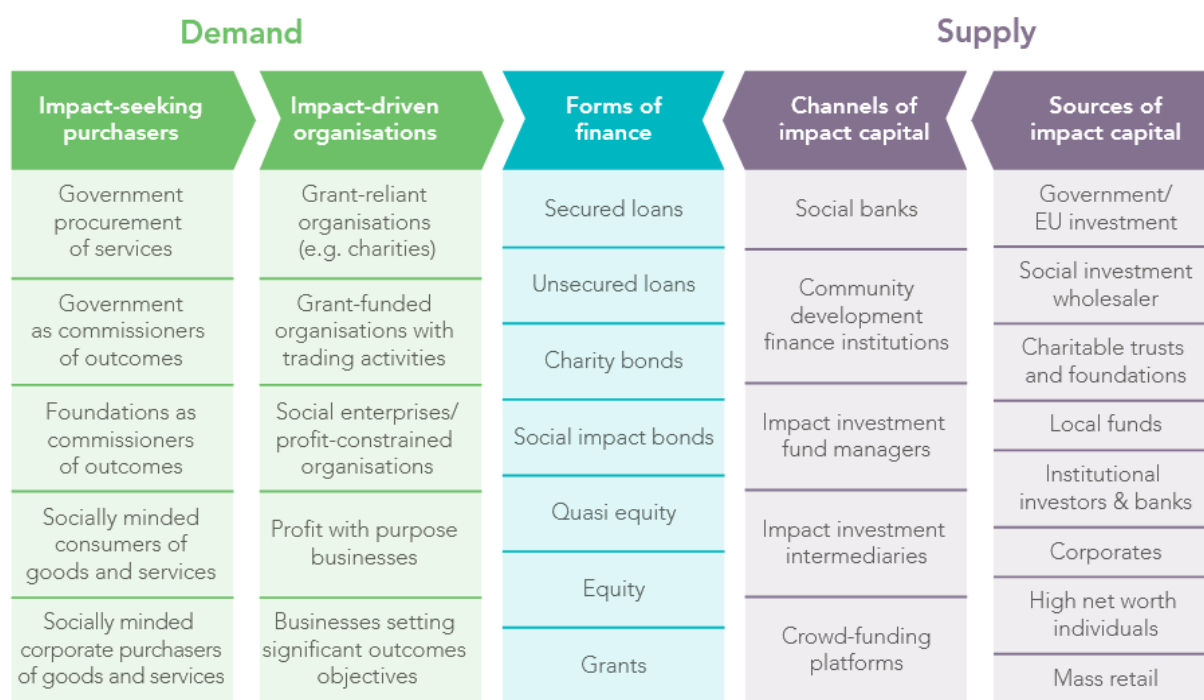 Demand
Supply
Impact-seeking
purchasers
Impact-driven
organisations
Forms of
finance
Channels of
impact capital
Sources of
impact capital
Government
procurement
of services
Government
as commissioners
of outcomes
Foundations as
commissioners
of outcomes
Socially minded
consumers of
goods and services
Socially minded
corporate purchasers
of goods and services
Grant-reliant
organisations
(e.g. charities)
Grant-funded
organisations with
trading activities
Social enterprises/
profit-constrained
organisations
Profit with purpose
businesses
Businesses setting
significant outcomes
objectives
Secured loans
Unsecured loans
Charity bonds
Social impact bonds
Quasi equity
Equity
Grants
Social banks
Community
development
finance institutions
Impact investment
fund managers
Impact investment
intermediaries
Crowd-funding
platforms
Government/
EU investment
Social investment
wholesaler
Charitable trusts
and foundations
Local funds
Institutional
investors & banks
Corporates
High net worth
individuals
Mass retail